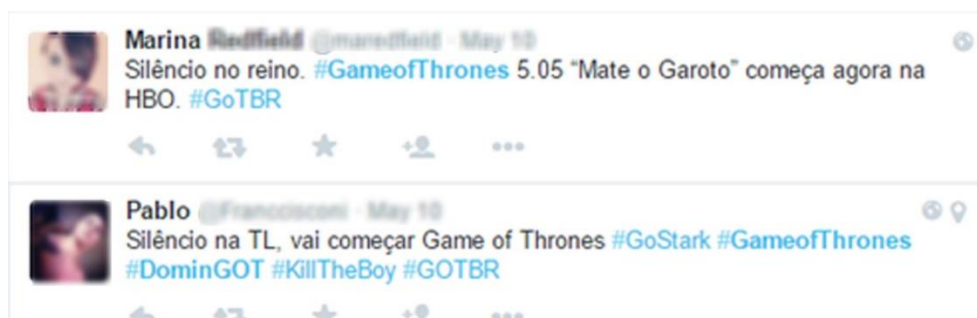 Marina
Silêncio no reino. #GameofThrones 5.05 “Mate o Garoto” começa agora na
HBO. #GoTBR
Pablo
Silêncio na TL, vai começar Game of Thrones #GoStark #GameofThrones
#DominGOT #KillTheBoy #GOTBR